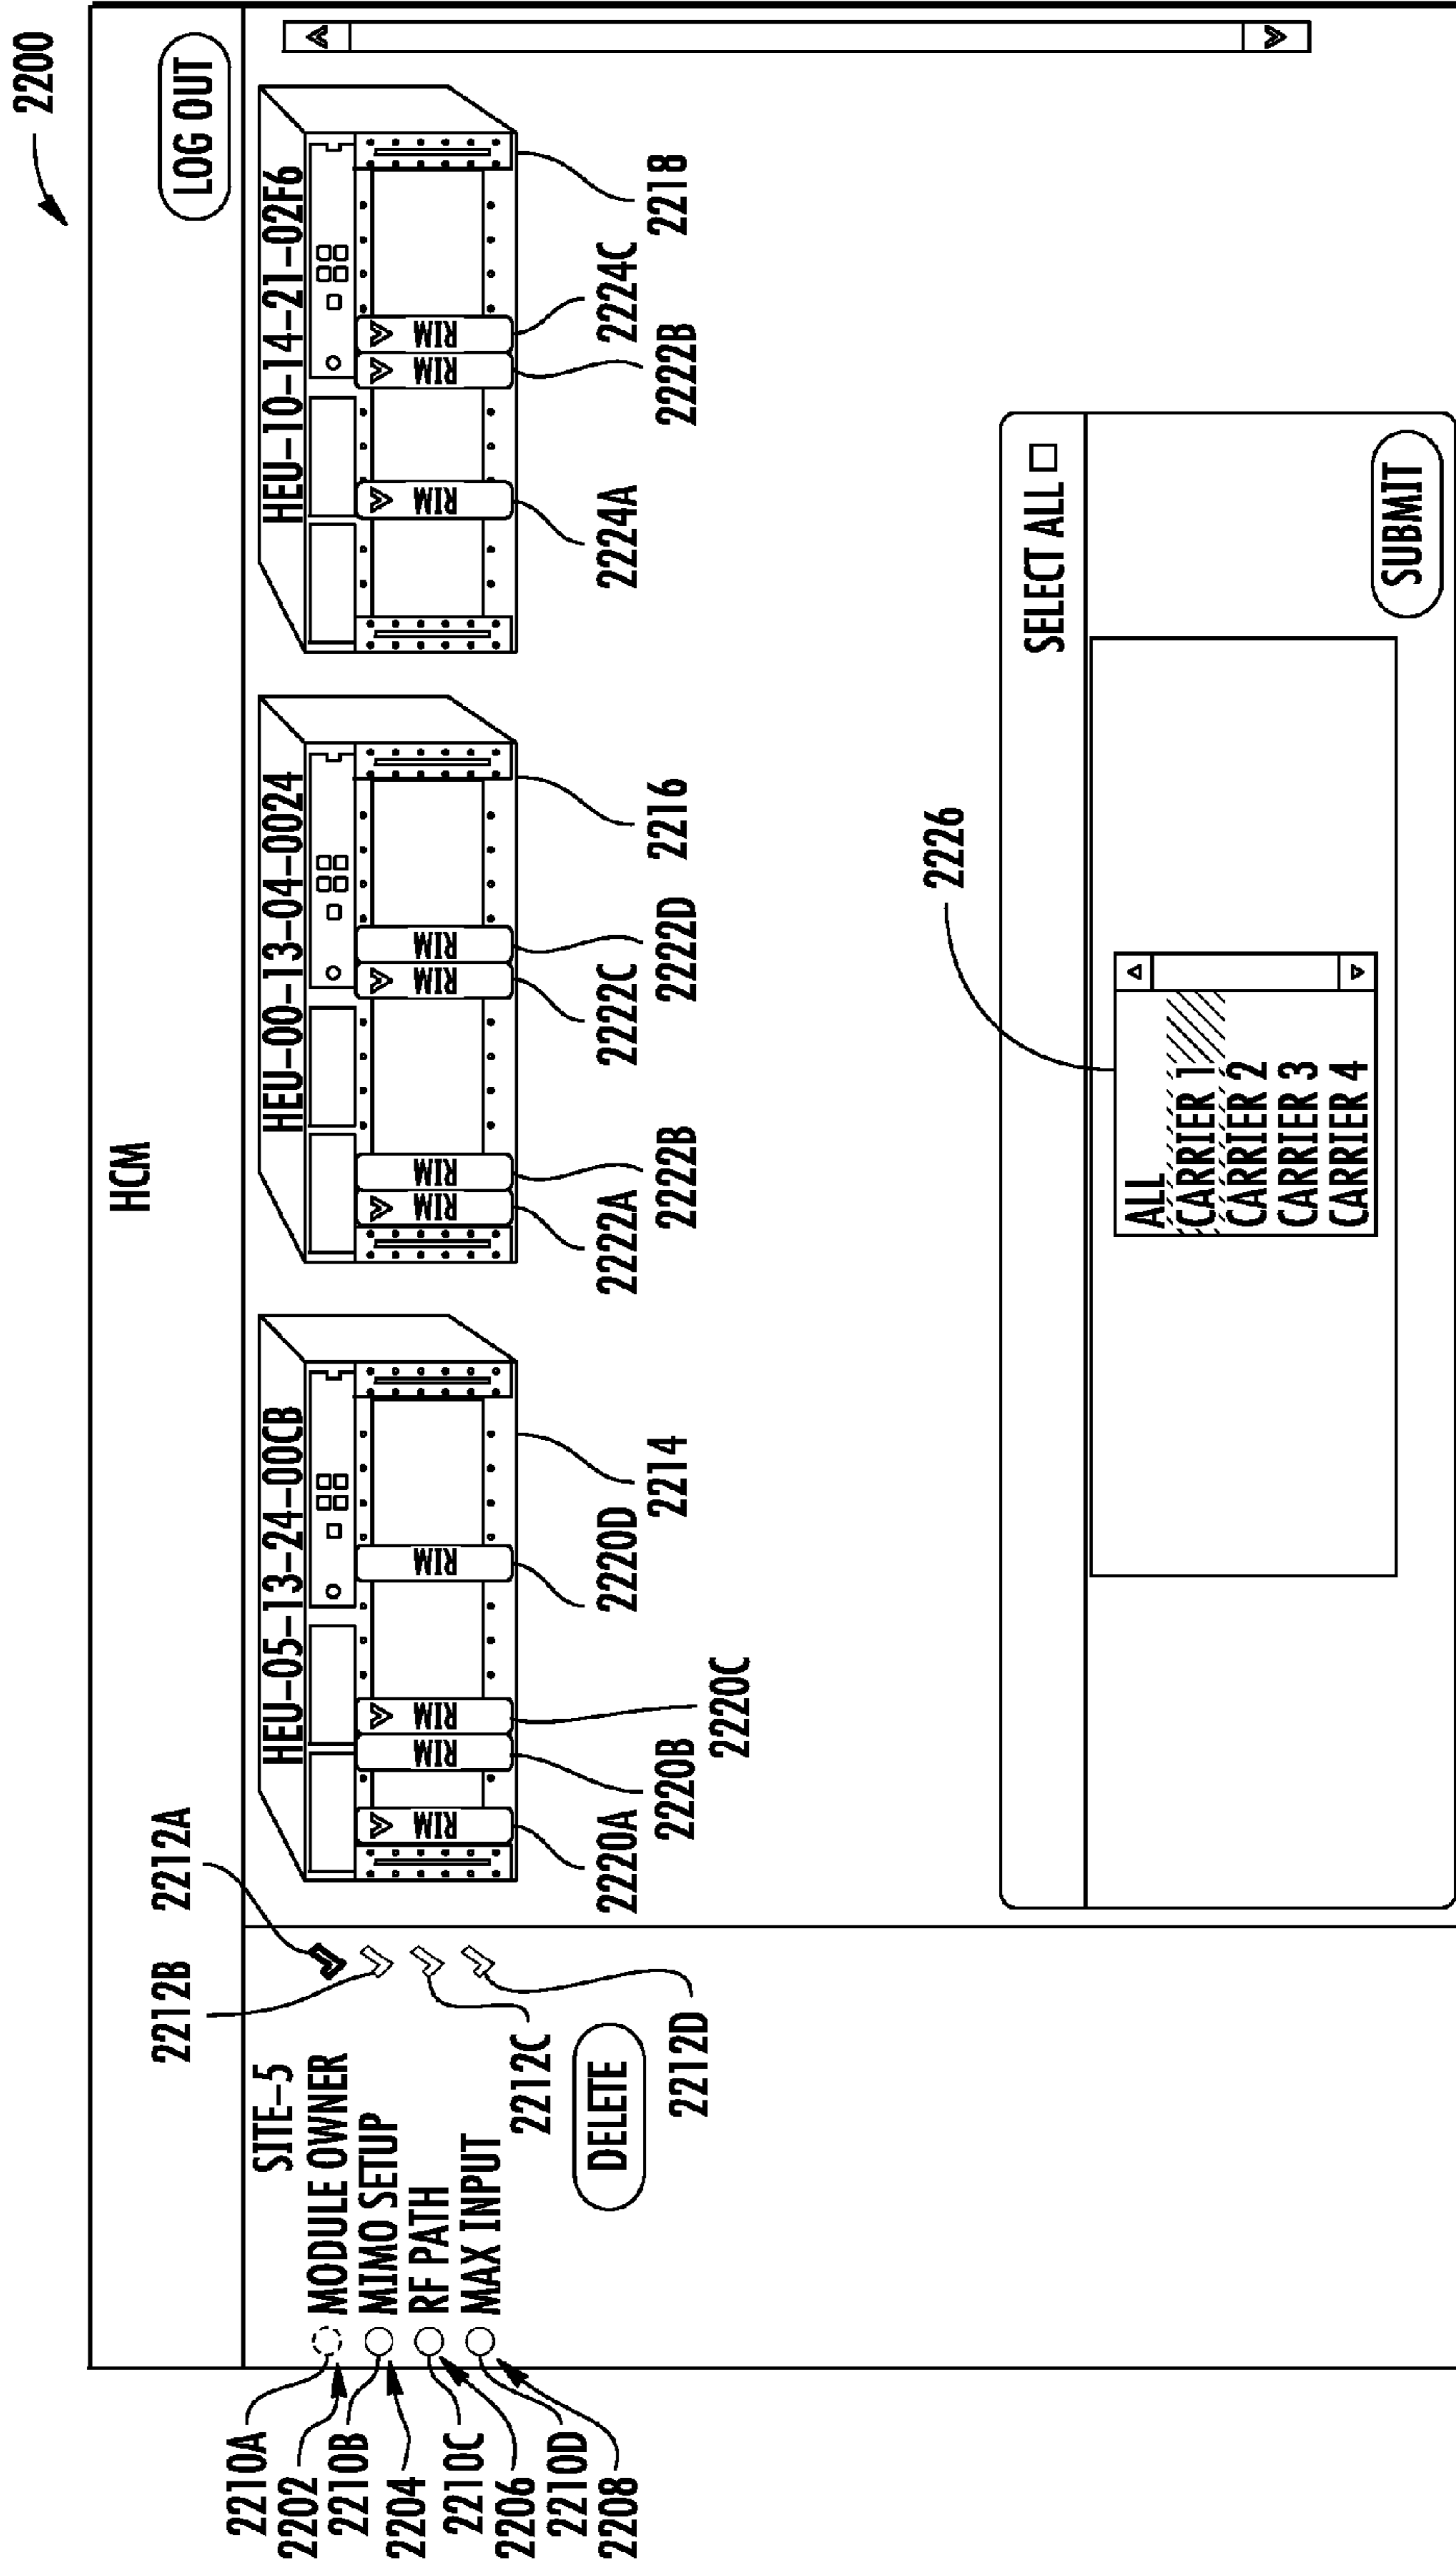 2200
HCM
LOG OUT
2212B
2212A
SITE-5
MODULE OWNER
MIMO SETUP
RF PATH
MAX INPUT
DELETE
2210A
2202
2210B
2204
2210C
2206
2210D
2208
2212C
2212D
HEU-05-13-24-00CB
RIM
RIM
RIM
RIM
2220A
2220B
2220C
2220D
2214
HEU-00-13-04-0024
RIM
RIM
RIM
RIM
2222A
2222B
2222C
2222D
2216
HEU-10-14-21-02F6
RIM
RIM
RIM
2224A
2222B
2224C
2218
2226
SELECT ALL
ALL
CARRIER 1
CARRIER 2
CARRIER 3
CARRIER 4
SUBMIT